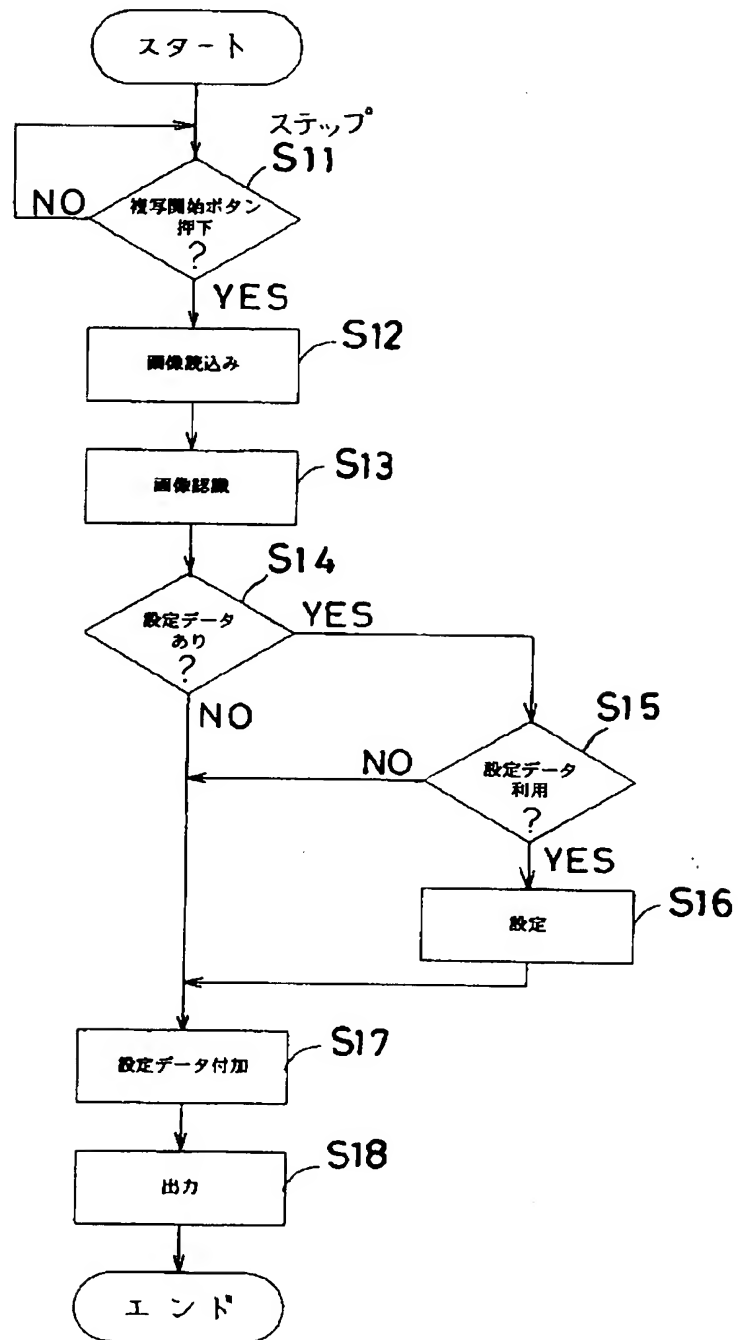 スタート
ステップ
S11
NO
複写開始ボタン
押下
?
YES
S12
画像読込み
S13
画像認識
S14
設定データ
あり
?
YES
NO
S15
NO
設定データ
利用
?
YES
S16
設定
S17
設定データ付加
S18
出力
エンド